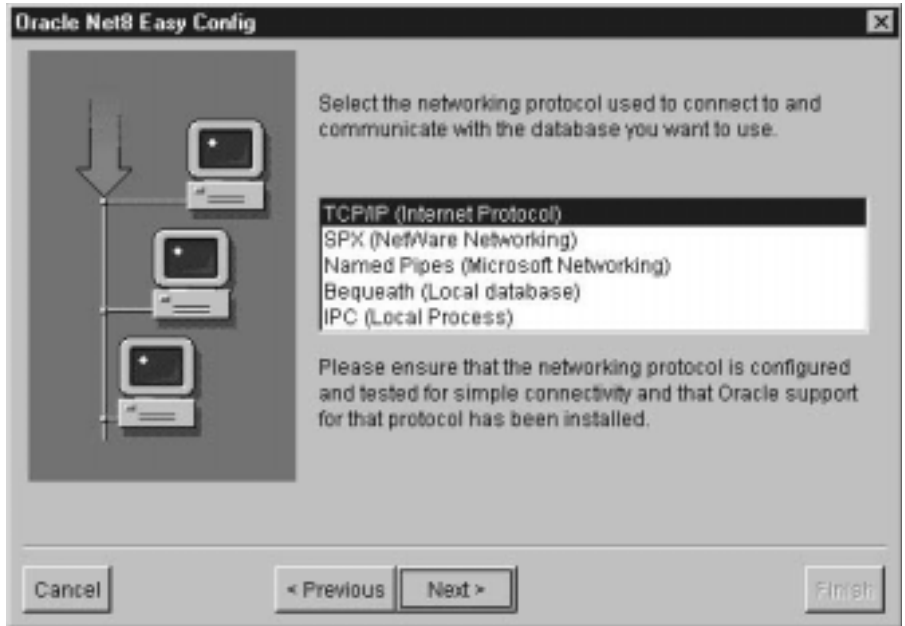 Oracle Net8 Easy Config
Select the networking protocol used to connect to and
communicate with the database you want to use.
TCP/IP (Internet Protocol)
SPX (NetWare Networking)
Named Pipes (Microsoft Networking)
Bequeath (Local database)
IPC (Local Process)
Please ensure that the networking protocol is configured
and tested for simple connectivity and that Oracle support
for that protocol has been installed.
Cancel
< Previous
Next >
Finish